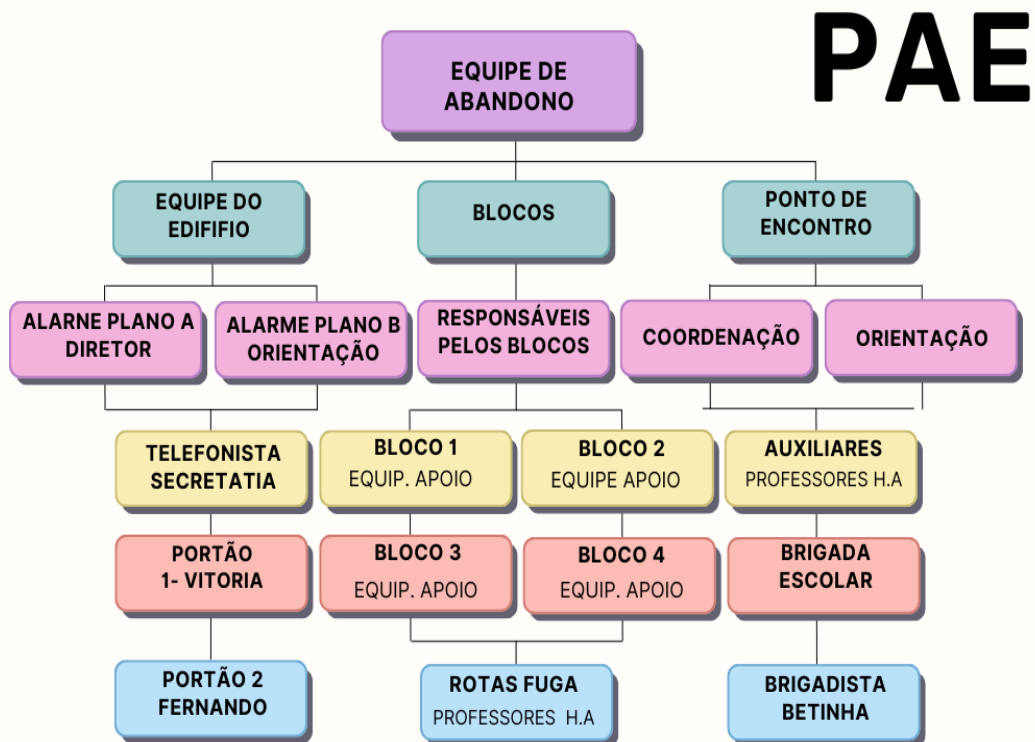 PAE
EQUIPE DE
ABANDONO
EQUIPE DO
EDIFIFIO
BLOCOS
PONTO DE
ENCONTRO
ALARNE PLANO A
DIRETOR
ALARME PLANO B
ORIENTAÇÃO
RESPONSÁVEIS
PELOS BLOCOS
COORDENAÇÃO
ORIENTAÇÃO
TELEFONISTA
SECRETATIA
BLOCO 1
EQUIP. APOIO
BLOCO 2
EQUIPE APOIO
AUXILIARES
PROFESSORES H.A
PORTÃO
1- VITORIA
BLOCO 3
EQUIP. APOIO
BLOCO 4
EQUIP. APOIO
BRIGADA
ESCOLAR
PORTÃO 2
FERNANDO
ROTAS FUGA
PROFESSORES H.A
BRIGADISTA
BETINHA